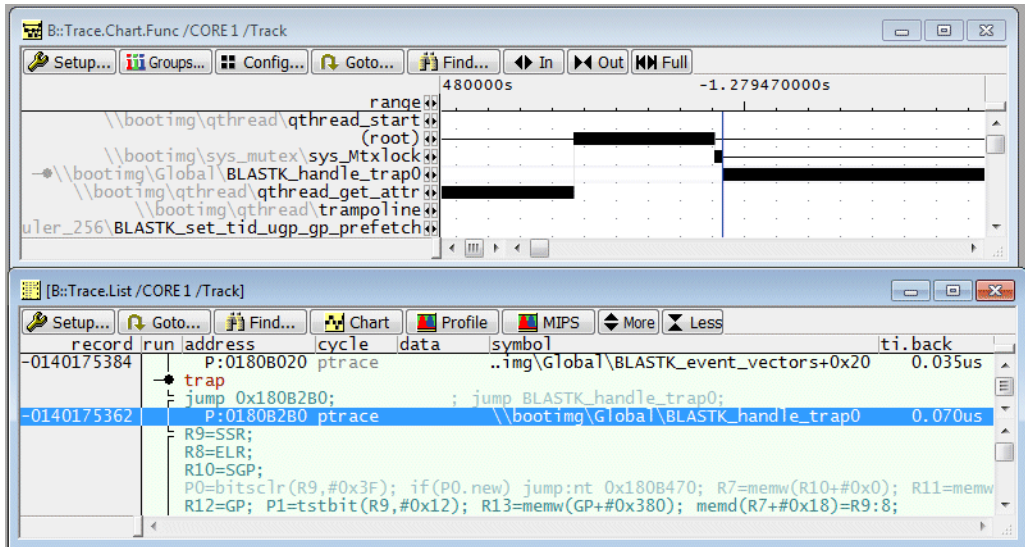 B::Trace.Chart.Func /CORE 1 /Track
Setup... Groups... Config... Goto... Find... In Out Full
480000s -1.279470000s
range
\\bootimg\qthread\qthread_start
(root)
\\bootimg\sys_mutex\sys_Mtxlock
\\bootimg\Global\BLASTK_handle_trap0
\\bootimg\qthread\qthread_get_attr
\\bootimg\qthread\trampoline
uler_256\BLASTK_set_tid_ugp_gp_prefetch
[B::Trace.List /CORE 1 /Track]
Setup... Goto... Find... Chart Profile MIPS More Less
record run address cycle data symbol ti.back
-0140175384 P:0180B020 ptrace ..img\Global\BLASTK_event_vectors+0x20 0.035us
trap
jump 0x180B2B0; ; jump BLASTK_handle_trap0;
-0140175362 P:0180B2B0 ptrace \\bootimg\Global\BLASTK_handle_trap0 0.070us
R9=SSR;
R8=ELR;
R10=SGP;
P0=bitsclr(R9,#0x3F); if(P0.new) jump:nt 0x180B470; R7=memw(R10+#0x0); R11=memw
R12=GP; P1=tstbit(R9,#0x12); R13=memw(GP+#0x380); memd(R7+#0x18)=R9:8;